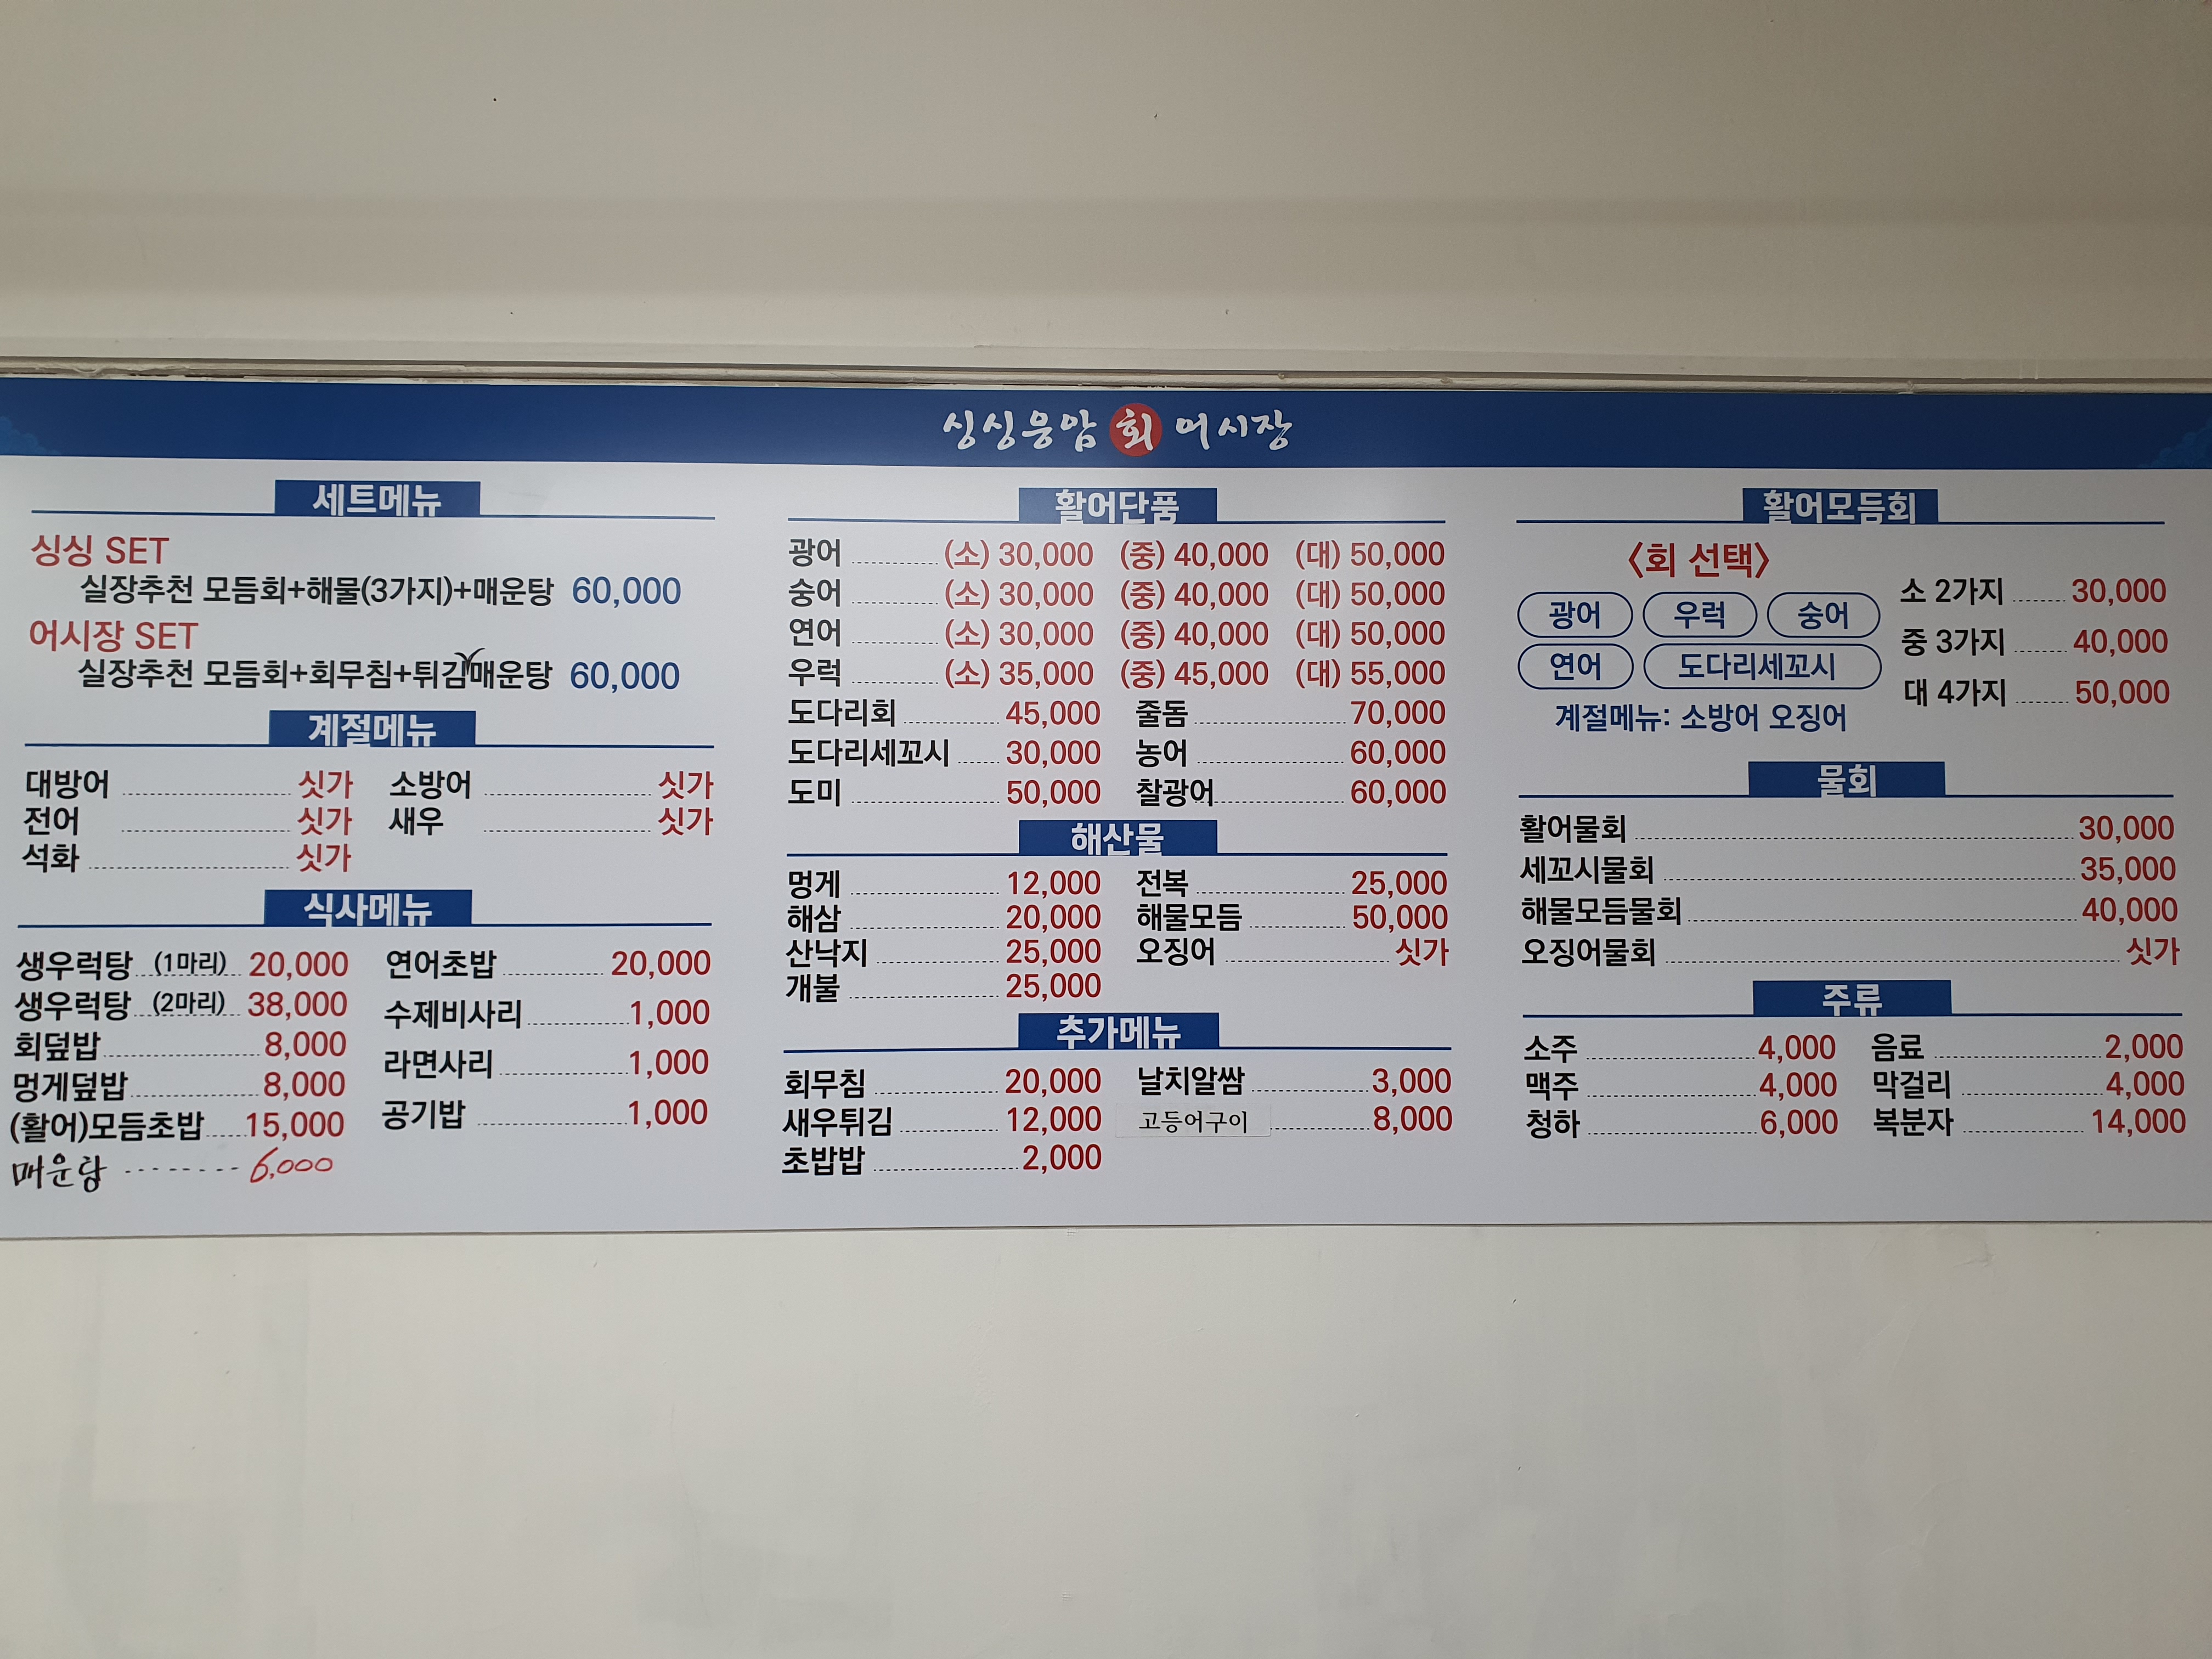 싱싱응암 회 어시장
세트메뉴
싱싱 SET
실장추천 모듬회+해물(3가지)+매운탕 60,000
어시장 SET
실장추천 모듬회+회무침+튀김 매운탕 60,000
계절메뉴
대방어 싯가 소방어 싯가
전어 싯가 새우 싯가
석화 싯가
식사메뉴
생우럭탕 (1마리) 20,000 연어초밥 20,000
생우럭탕 (2마리) 38,000 수제비사리 1,000
회덮밥 8,000 라면사리 1,000
멍게덮밥 8,000 공기밥 1,000
(활어)모듬초밥 15,000
매운탕 6,000
활어단품
광어 (소) 30,000 (중) 40,000 (대) 50,000
숭어 (소) 30,000 (중) 40,000 (대) 50,000
연어 (소) 30,000 (중) 40,000 (대) 50,000
우럭 (소) 35,000 (중) 45,000 (대) 55,000
도다리회 45,000 줄돔 70,000
도다리세꼬시 30,000 농어 60,000
도미 50,000 찰광어 60,000
해산물
멍게 12,000 전복 25,000
해삼 20,000 해물모듬 50,000
산낙지 25,000 오징어 싯가
개불 25,000
추가메뉴
회무침 20,000 날치알쌈 3,000
새우튀김 12,000 고등어구이 8,000
초밥밥 2,000
활어모듬회
〈회 선택〉
광어 우럭 숭어
연어 도다리세꼬시
계절메뉴: 소방어 오징어
소 2가지 30,000
중 3가지 40,000
대 4가지 50,000
물회
활어물회 30,000
세꼬시물회 35,000
해물모듬물회 40,000
오징어물회 싯가
주류
소주 4,000 음료 2,000
맥주 4,000 막걸리 4,000
청하 6,000 복분자 14,000